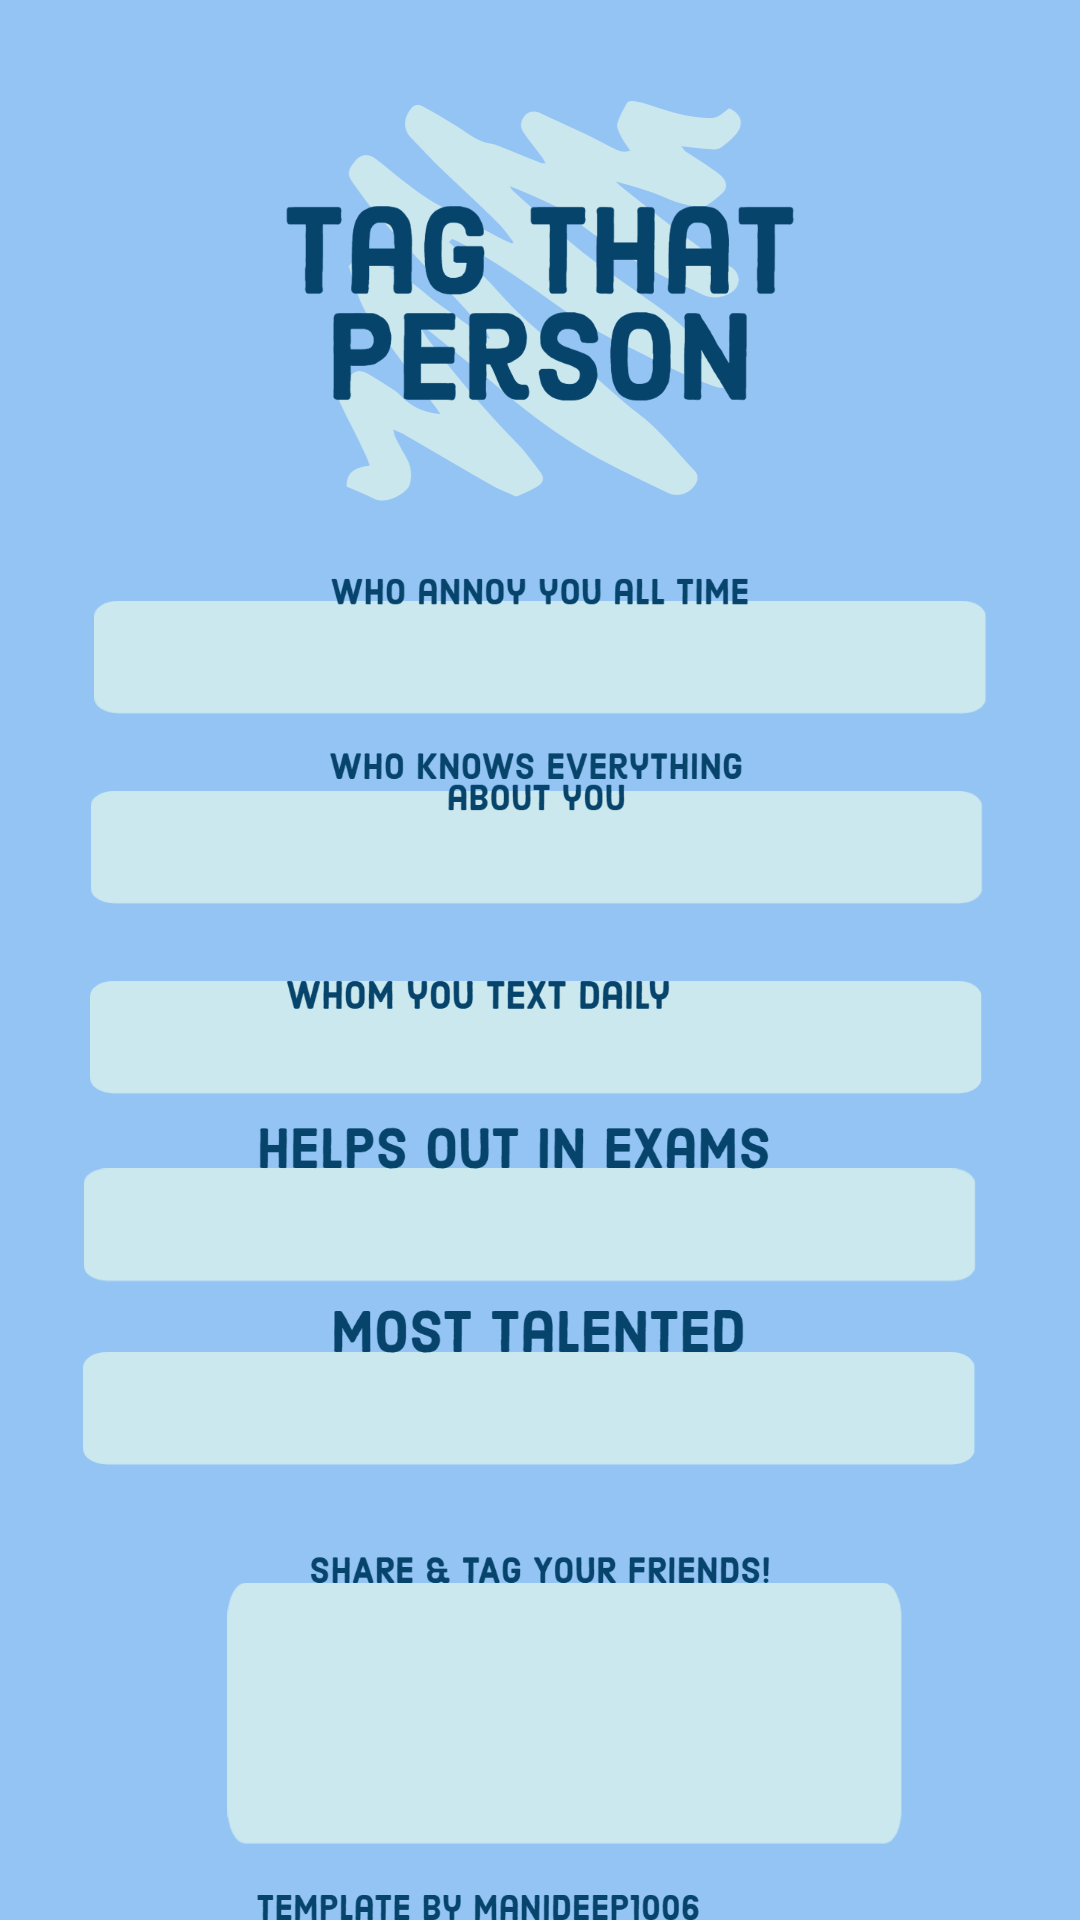 TAG THAT
PERSON
WHO ANNOY YOU ALL TIME
WHO KNOWS EVERYTHING
ABOUT YOU
WHOM YOU TEXT DAILY
HELPS OUT IN EXAMS
MOST TALENTED
SHARE & TAG YOUR FRIENDS!
TEMPLATE BY MANIDEEP1006